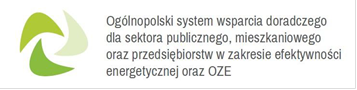 Ogólnopolski system wsparcia doradczego
dla sektora publicznego, mieszkaniowego
oraz przedsiębiorstw w zakresie efektywności
energetycznej oraz OZE